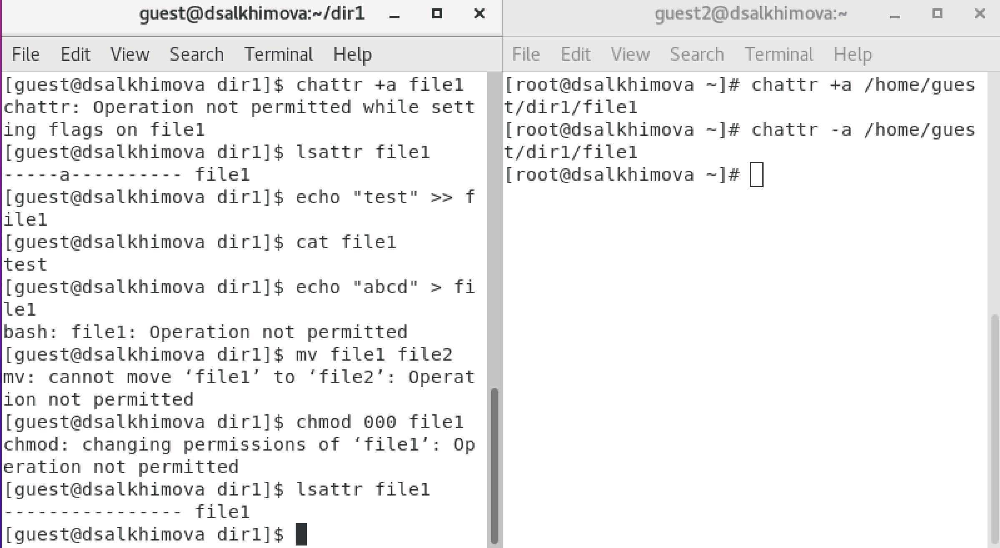 guest@dsalkhimova:~/dir1
File Edit View Search Terminal Help
[guest@dsalkhimova dir1]$ chattr +a file1
chattr: Operation not permitted while sett
ing flags on file1
[guest@dsalkhimova dir1]$ lsattr file1
-----a---------- file1
[guest@dsalkhimova dir1]$ echo "test" >> f
ile1
[guest@dsalkhimova dir1]$ cat file1
test
[guest@dsalkhimova dir1]$ echo "abcd" > fi
le1
bash: file1: Operation not permitted
[guest@dsalkhimova dir1]$ mv file1 file2
mv: cannot move ‘file1’ to ‘file2’: Operat
ion not permitted
[guest@dsalkhimova dir1]$ chmod 000 file1
chmod: changing permissions of ‘file1’: Op
eration not permitted
[guest@dsalkhimova dir1]$ lsattr file1
---------------- file1
[guest@dsalkhimova dir1]$
guest2@dsalkhimova:~
File Edit View Search Terminal Help
[root@dsalkhimova ~]# chattr +a /home/gues
t/dir1/file1
[root@dsalkhimova ~]# chattr -a /home/gues
t/dir1/file1
[root@dsalkhimova ~]#